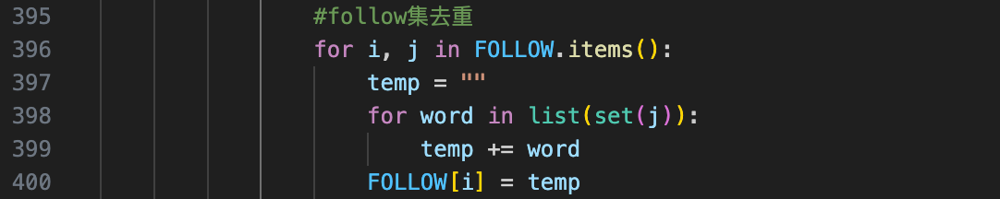 395 #follow集去重
396 for i, j in FOLLOW.items():
397 temp = ""
398 for word in list(set(j)):
399 temp += word
400 FOLLOW[i] = temp